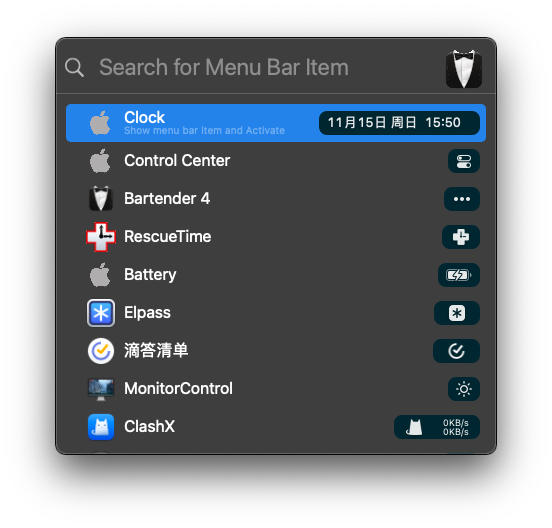 Search for Menu Bar Item
Clock
Show menu bar item and Activate
11月15日 周日 15:50
Control Center
Bartender 4
RescueTime
Battery
Elpass
滴答清单
MonitorControl
ClashX
0KB/s
0KB/s